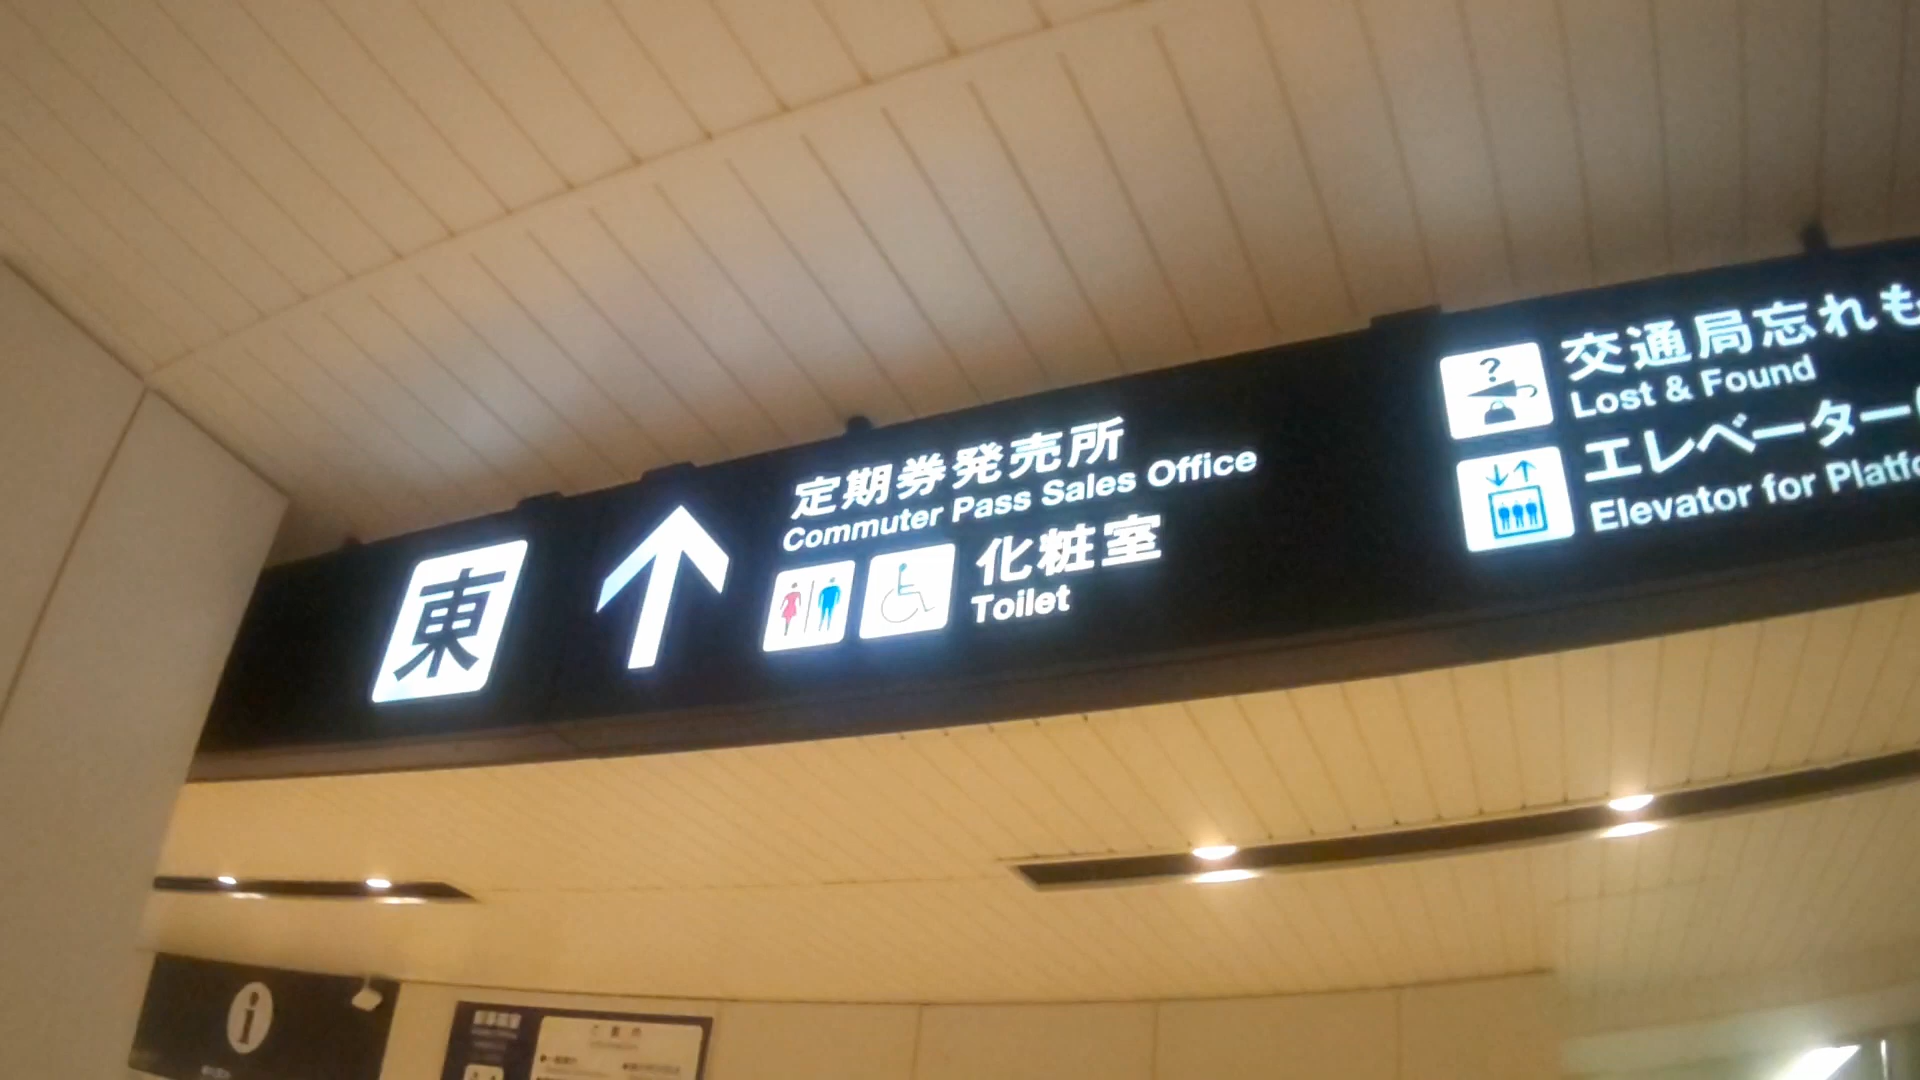 東
定期券発売所
Commuter Pass Sales Office
化粧室
Toilet
?
交通局忘れも
Lost & Found
エレベーター
Elevator for Platfo
i